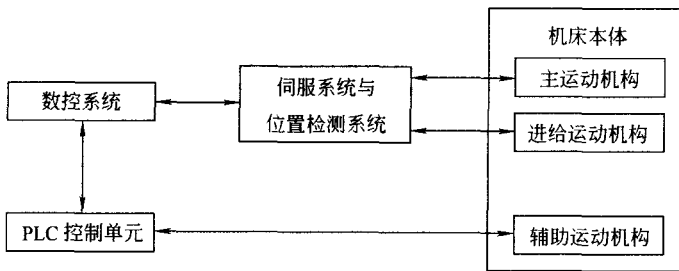 机床本体
主运动机构
伺服系统与
位置检测系统
数控系统
进给运动机构
PLC 控制单元
辅助运动机构